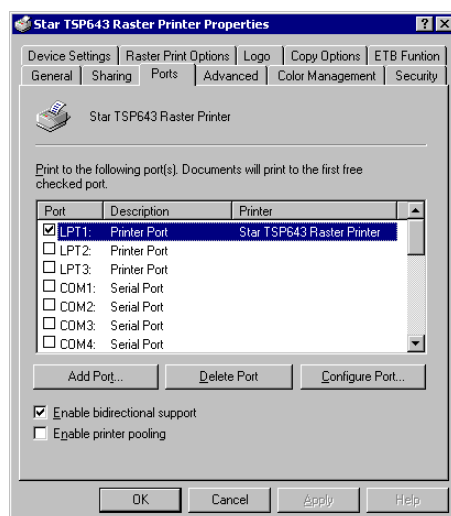 Star TSP643 Raster Printer Properties
Device Settings Raster Print Options Logo Copy Options ETB Funtion
General Sharing Ports Advanced Color Management Security
Star TSP643 Raster Printer
Print to the following port(s). Documents will print to the first free
checked port.
Port Description Printer
LPT1: Printer Port Star TSP643 Raster Printer
LPT2: Printer Port
LPT3: Printer Port
COM1: Serial Port
COM2: Serial Port
COM3: Serial Port
COM4: Serial Port
Add Port... Delete Port Configure Port...
Enable bidirectional support
Enable printer pooling
OK Cancel Apply Help